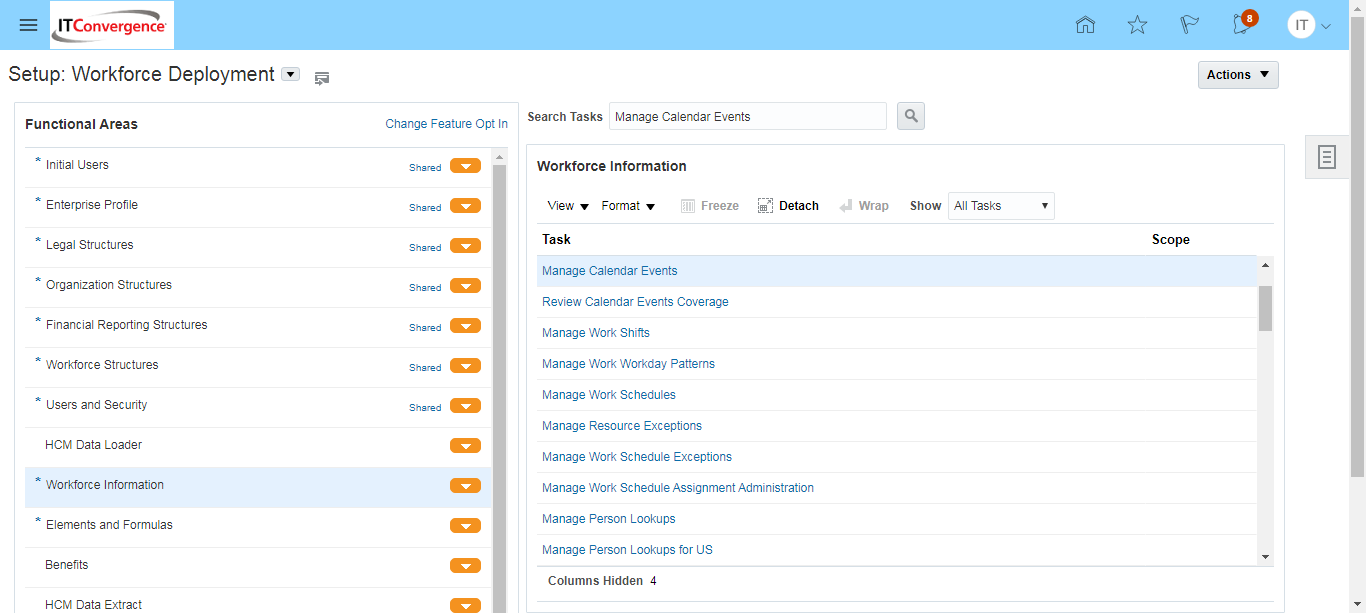 ITConvergence
8
IT
Setup: Workforce Deployment
Actions
Functional Areas
Change Feature Opt In
* Initial Users Shared
* Enterprise Profile Shared
* Legal Structures Shared
* Organization Structures Shared
* Financial Reporting Structures Shared
* Workforce Structures Shared
* Users and Security Shared
HCM Data Loader
* Workforce Information
* Elements and Formulas
Benefits
HCM Data Extract
Search Tasks Manage Calendar Events
Workforce Information
View Format Freeze Detach Wrap Show All Tasks
Task Scope
Manage Calendar Events
Review Calendar Events Coverage
Manage Work Shifts
Manage Work Workday Patterns
Manage Work Schedules
Manage Resource Exceptions
Manage Work Schedule Exceptions
Manage Work Schedule Assignment Administration
Manage Person Lookups
Manage Person Lookups for US
Columns Hidden 4